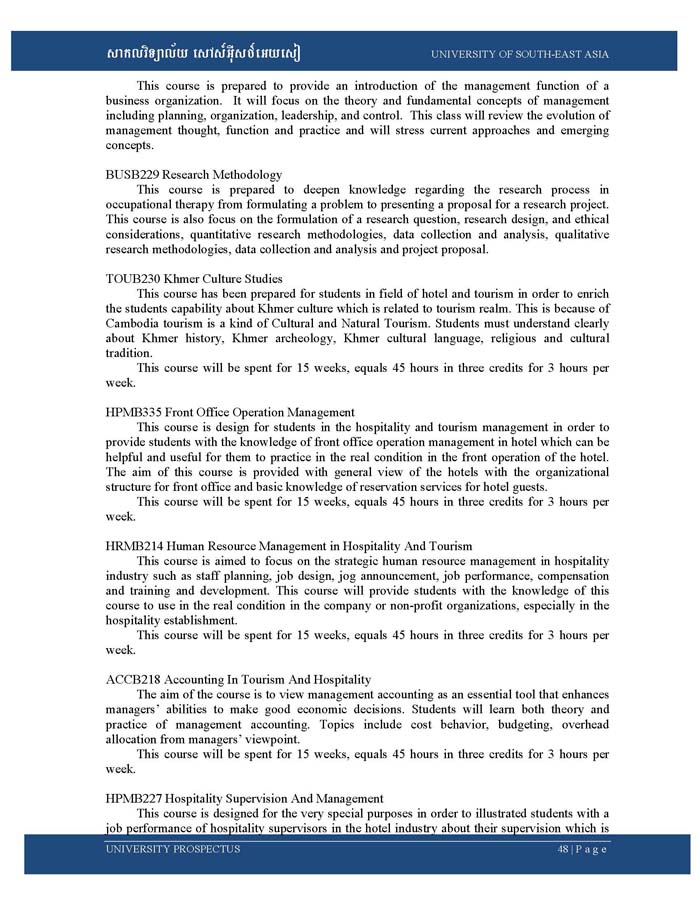 សាកលវិទ្យាល័យ សៅស៍អ៊ីសថ៍អេយសៀ UNIVERSITY OF SOUTH-EAST ASIA
This course is prepared to provide an introduction of the management function of a
business organization. It will focus on the theory and fundamental concepts of management
including planning, organization, leadership, and control. This class will review the evolution of
management thought, function and practice and will stress current approaches and emerging
concepts.
BUSB229 Research Methodology
This course is prepared to deepen knowledge regarding the research process in
occupational therapy from formulating a problem to presenting a proposal for a research project.
This course is also focus on the formulation of a research question, research design, and ethical
considerations, quantitative research methodologies, data collection and analysis, qualitative
research methodologies, data collection and analysis and project proposal.
TOUB230 Khmer Culture Studies
This course has been prepared for students in field of hotel and tourism in order to enrich
the students capability about Khmer culture which is related to tourism realm. This is because of
Cambodia tourism is a kind of Cultural and Natural Tourism. Students must understand clearly
about Khmer history, Khmer archeology, Khmer cultural language, religious and cultural
tradition.
This course will be spent for 15 weeks, equals 45 hours in three credits for 3 hours per
week.
HPMB335 Front Office Operation Management
This course is design for students in the hospitality and tourism management in order to
provide students with the knowledge of front office operation management in hotel which can be
helpful and useful for them to practice in the real condition in the front operation of the hotel.
The aim of this course is provided with general view of the hotels with the organizational
structure for front office and basic knowledge of reservation services for hotel guests.
This course will be spent for 15 weeks, equals 45 hours in three credits for 3 hours per
week.
HRMB214 Human Resource Management in Hospitality And Tourism
This course is aimed to focus on the strategic human resource management in hospitality
industry such as staff planning, job design, jog announcement, job performance, compensation
and training and development. This course will provide students with the knowledge of this
course to use in the real condition in the company or non-profit organizations, especially in the
hospitality establishment.
This course will be spent for 15 weeks, equals 45 hours in three credits for 3 hours per
week.
ACCB218 Accounting In Tourism And Hospitality
The aim of the course is to view management accounting as an essential tool that enhances
managers’ abilities to make good economic decisions. Students will learn both theory and
practice of management accounting. Topics include cost behavior, budgeting, overhead
allocation from managers’ viewpoint.
This course will be spent for 15 weeks, equals 45 hours in three credits for 3 hours per
week.
HPMB227 Hospitality Supervision And Management
This course is designed for the very special purposes in order to illustrated students with a
job performance of hospitality supervisors in the hotel industry about their supervision which is
UNIVERSITY PROSPECTUS 48 | P a g e